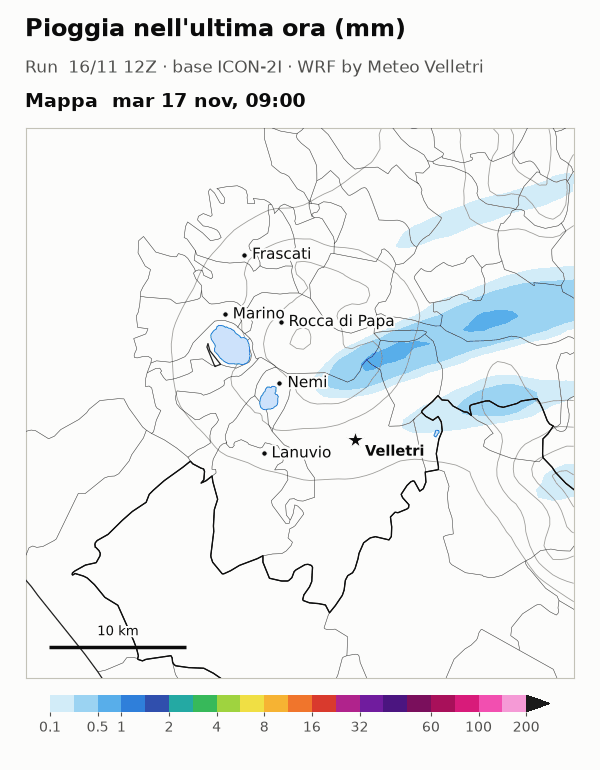 Pioggia nell'ultima ora (mm)
Run  16/11 12Z · base ICON-2I · WRF by Meteo Velletri
Mappa  mar 17 nov, 09:00
Frascati
Marino
Rocca di Papa
Nemi
Velletri
Lanuvio
10 km
0.1 0.5 1 2 4 8 16 32 60 100 200